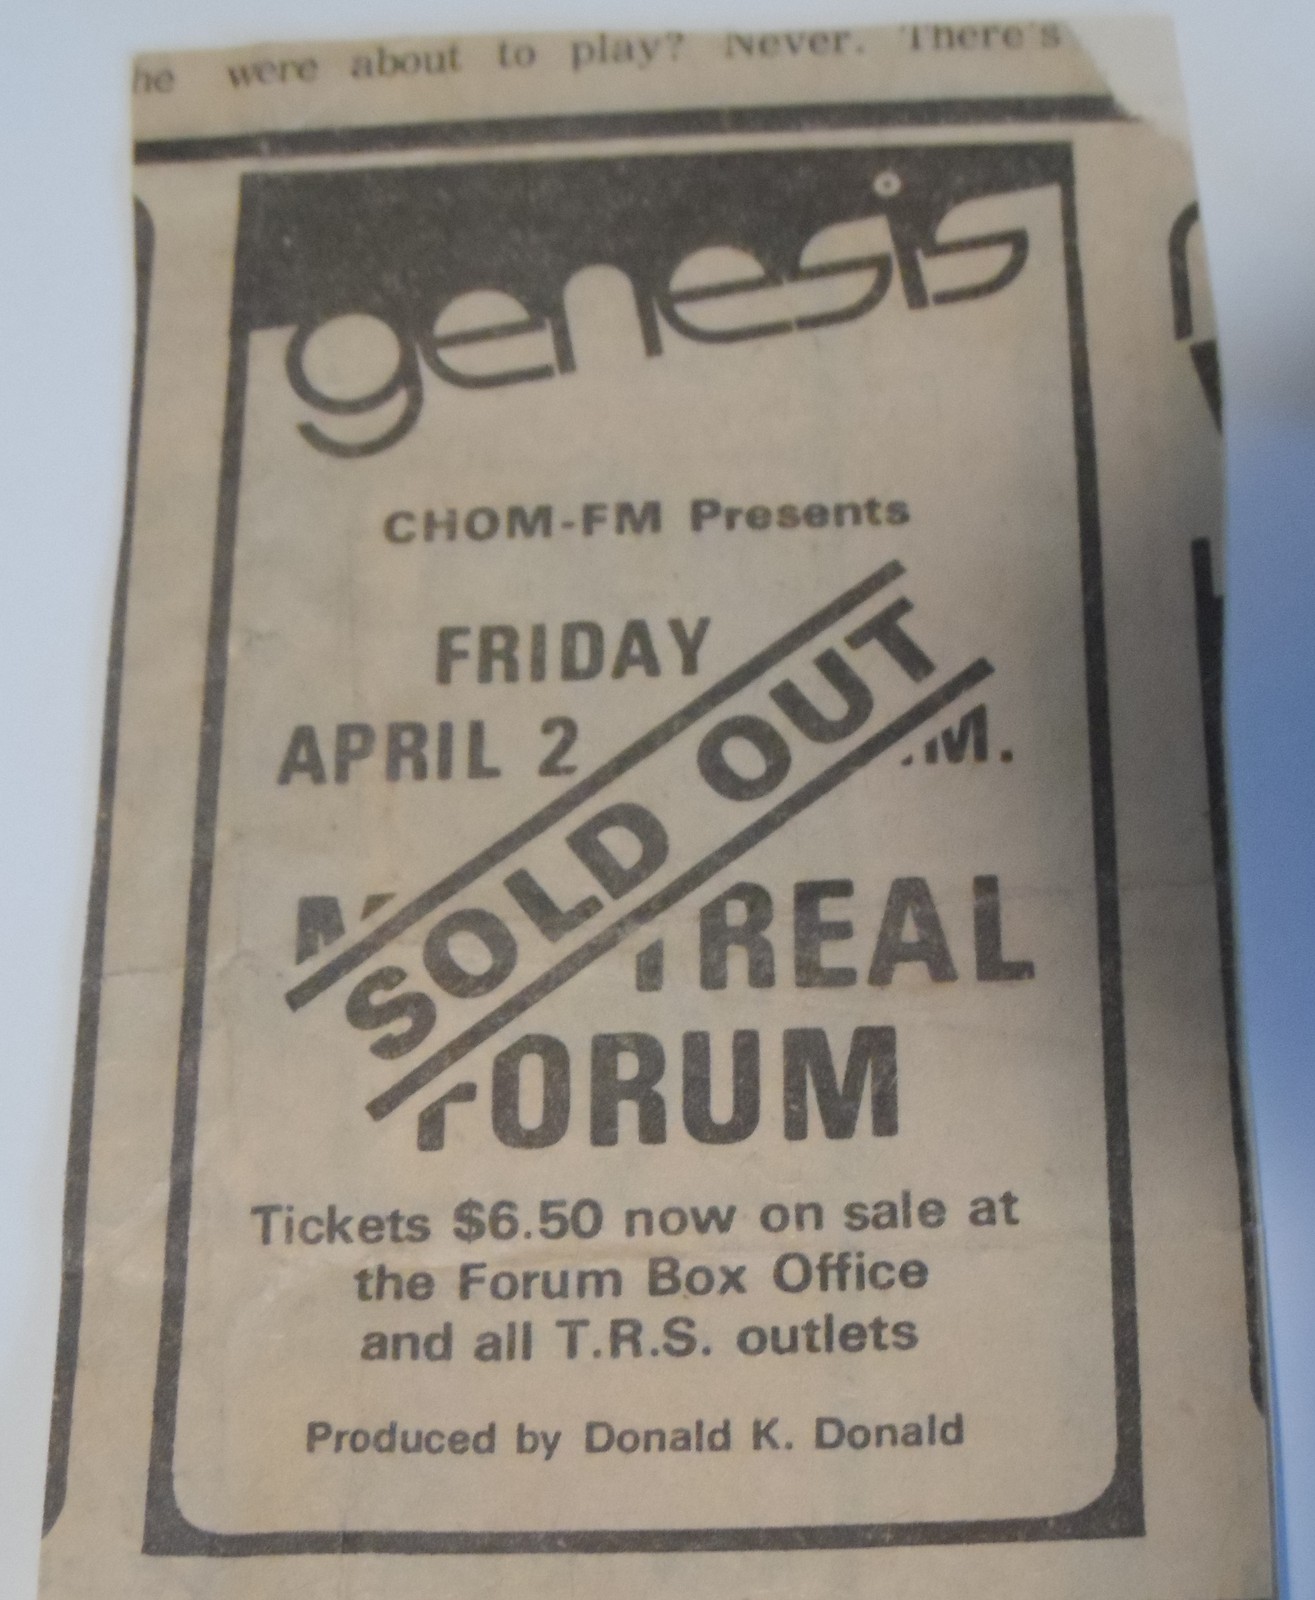 he were about to play? Never. There's
genesis
CHOM-FM Presents
FRIDAY
APRIL 2 .M.
SOLD OUT
M TREAL
FORUM
Tickets $6.50 now on sale at
the Forum Box Office
and all T.R.S. outlets
Produced by Donald K. Donald